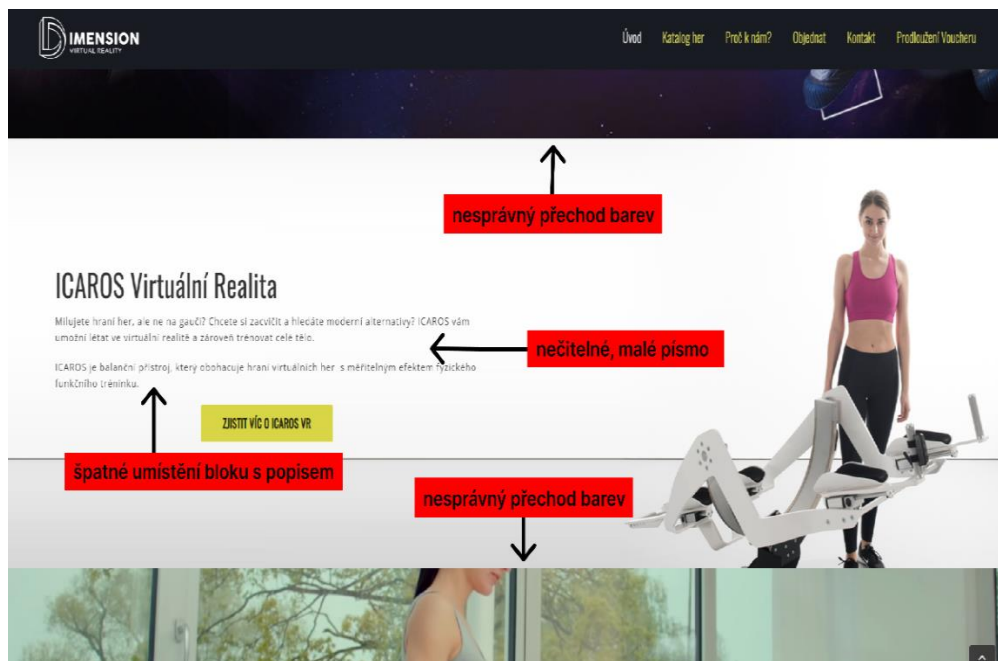 DIMENSION
VIRTUAL REALITY
Úvod Katalog her Proč k nám? Objednat Kontakt Prodloužení Voucheru
nesprávný přechod barev
ICAROS Virtuální Realita
Milujete hraní her, ale ne na gauči? Chcete si zacvičit a hledáte moderní alternativy? ICAROS vám
umožní létat ve virtuální realitě a zároveň trénovat celé tělo.
nečitelné, malé písmo
ICAROS je balanční přístroj, který obohacuje hraní virtuálních her s měřitelným efektem fyzického
funkčního tréninku.
ZJISTIT VÍC O ICAROS VR
špatné umístění bloku s popisem
nesprávný přechod barev